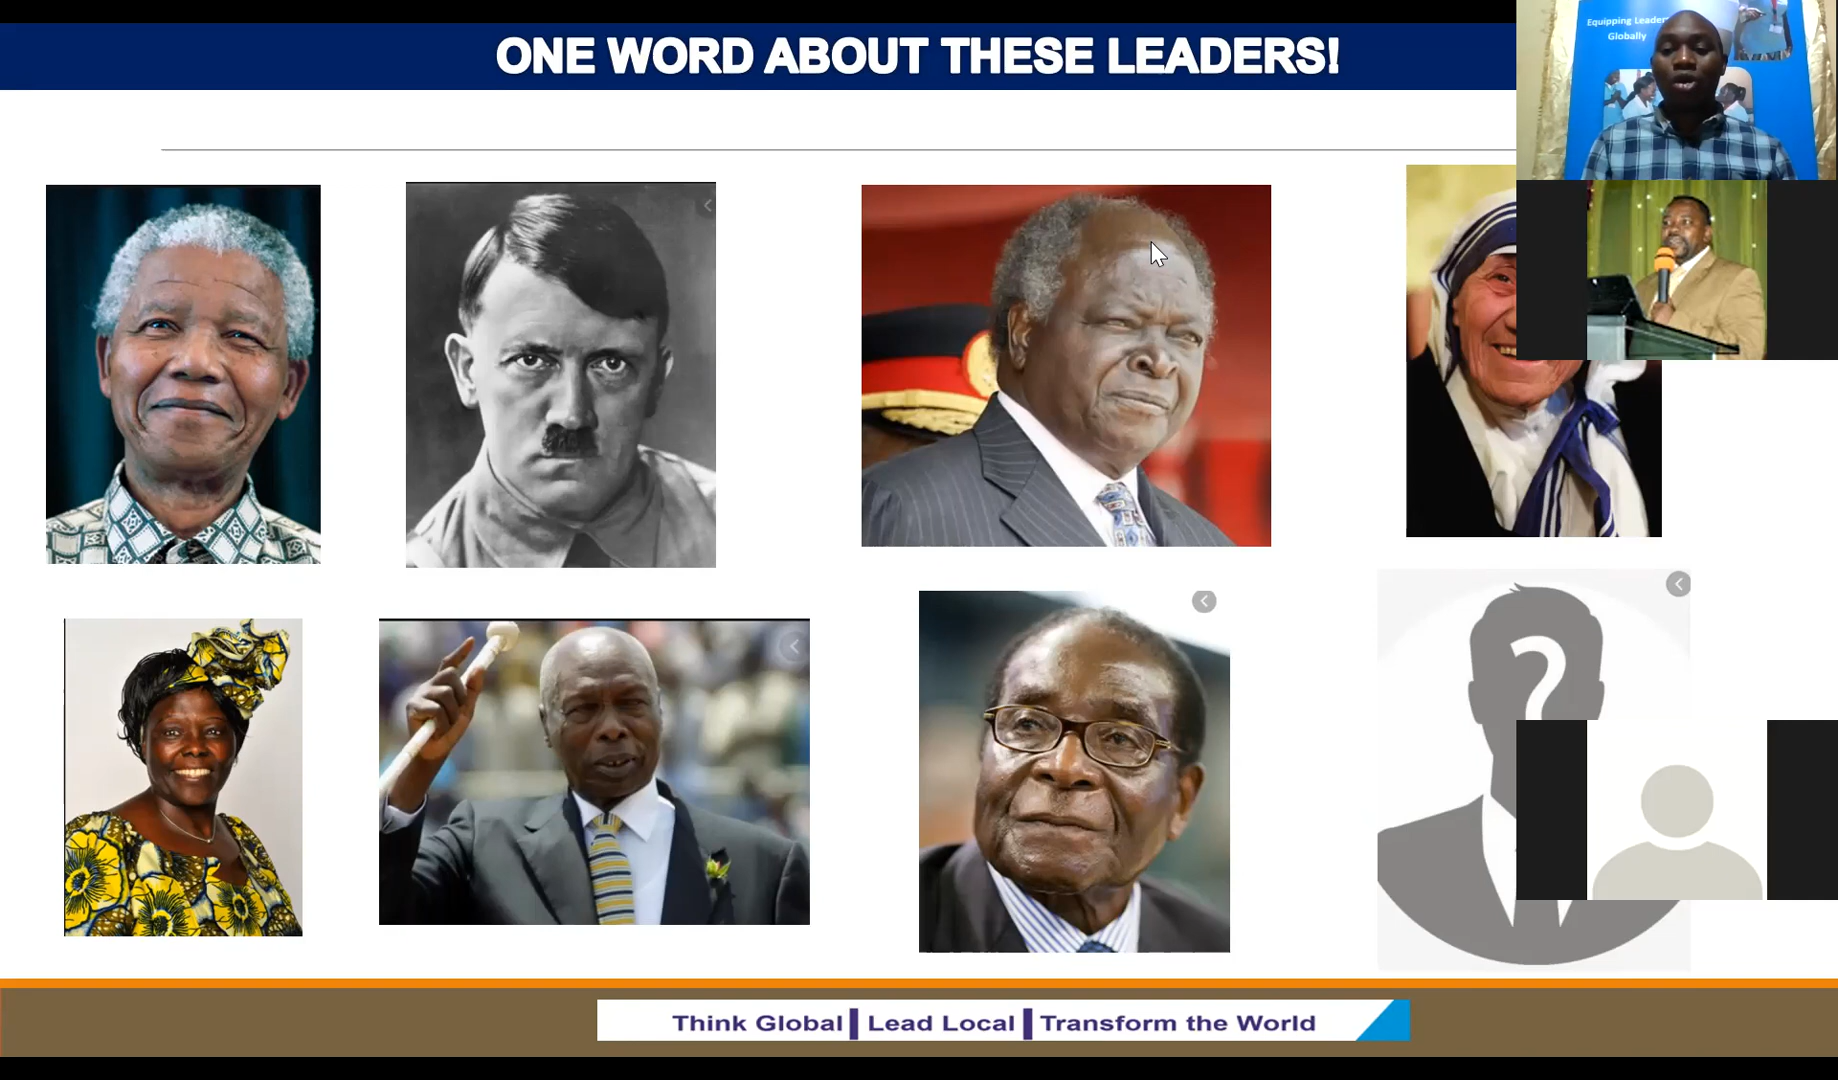 ONE WORD ABOUT THESE LEADERS!
Equipping Leaders
Globally
?
Think Global | Lead Local | Transform the World